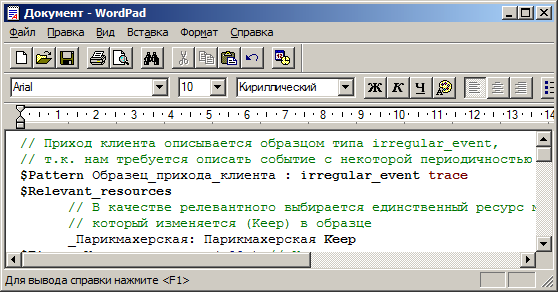 Документ - WordPad
Файл Правка Вид Вставка Формат Справка
Arial 10 Кириллический Ж К Ч
1 2 3 4 5 6 7 8 9 10 11 12 13 14
// Приход клиента описывается образцом типа irregular_event,
// т.к. нам требуется описать событие с некоторой периодичностью
$Pattern Образец_прихода_клиента : irregular_event trace
$Relevant_resources
// В качестве релевантного выбирается единственный ресурс м
// который изменяется (Keep) в образце
_Парикмахерская: Парикмахерская Keep
Для вывода справки нажмите <F1>